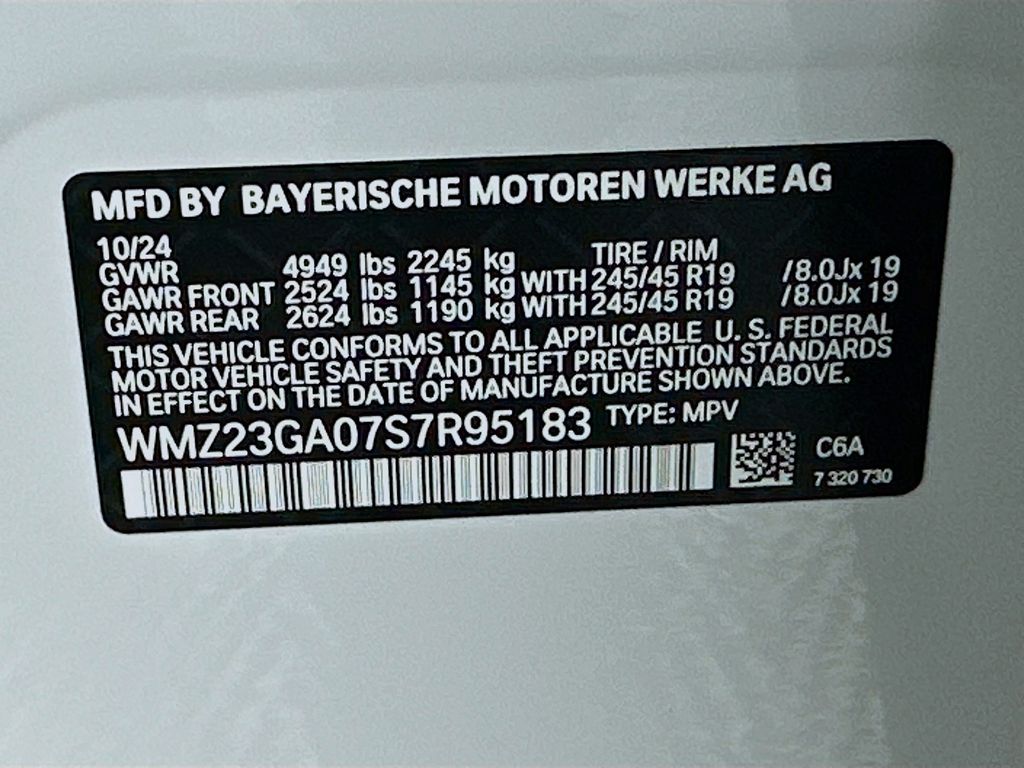 MFD BY BAYERISCHE MOTOREN WERKE AG
10/24 TIRE / RIM
GVWR 4949 lbs 2245 kg
GAWR FRONT 2524 lbs 1145 kg WITH 245/45 R19 /8.0Jx 19
GAWR REAR 2624 lbs 1190 kg WITH 245/45 R19 /8.0Jx 19
THIS VEHICLE CONFORMS TO ALL APPLICABLE U. S. FEDERAL
MOTOR VEHICLE SAFETY AND THEFT PREVENTION STANDARDS
IN EFFECT ON THE DATE OF MANUFACTURE SHOWN ABOVE.
WMZ23GA07S7R95183 TYPE: MPV
C6A
7 320 730